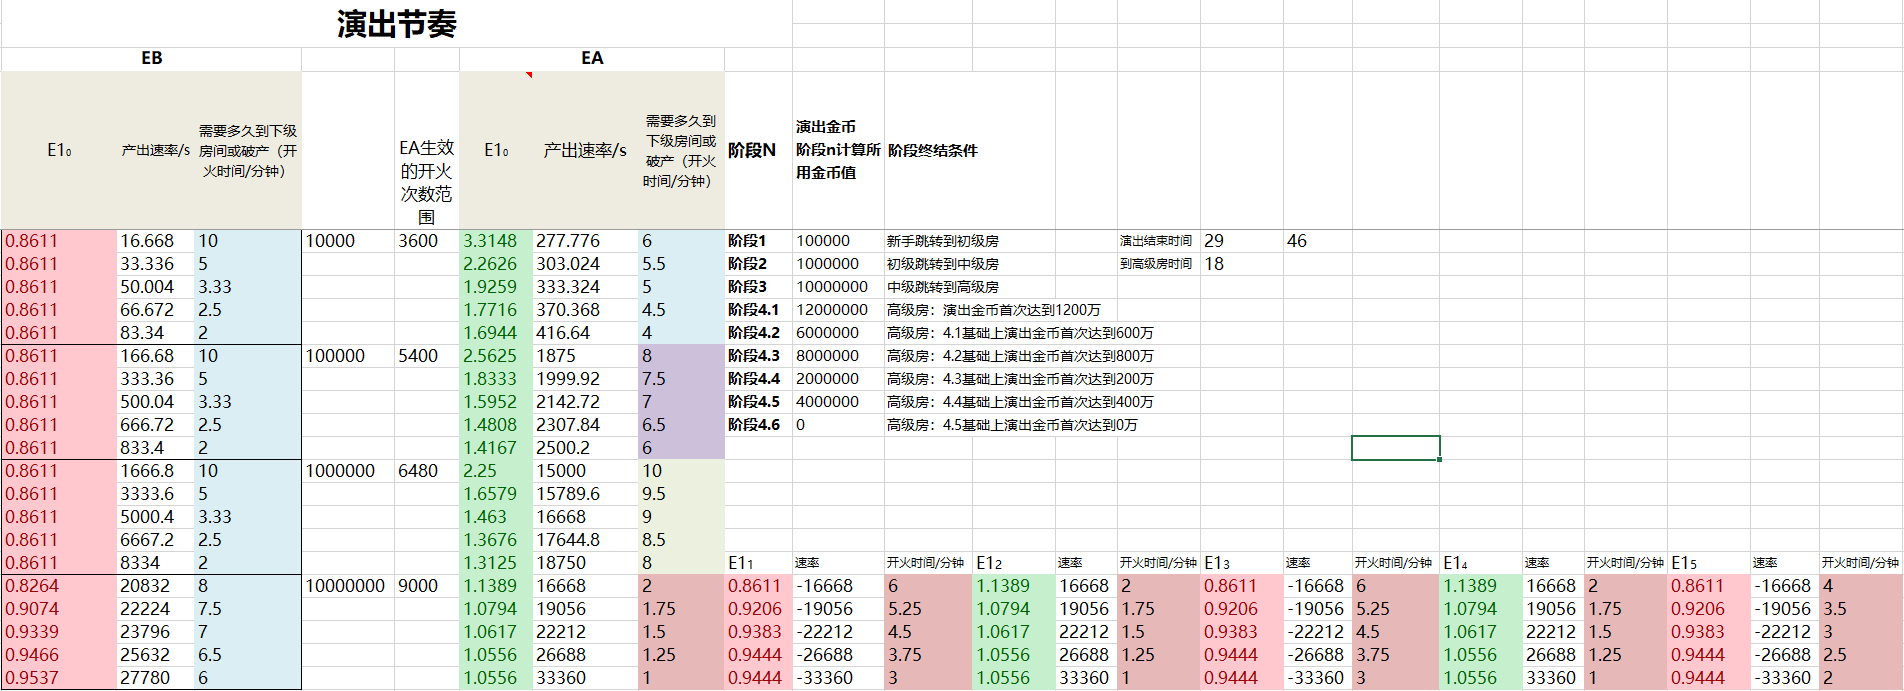 演出节奏
EB EA
E1₀ 产出速率/s 需要多久到下级房间或破产（开火时间/分钟） EA生效的开火次数范围 E1₀ 产出速率/s 需要多久到下级房间或破产（开火时间/分钟） 阶段N 演出金币 阶段n计算所用金币值 阶段终结条件
0.8611 16.668 10 10000 3600 3.3148 277.776 6 阶段1 100000 新手跳转到初级房 演出结束时间 29 46
0.8611 33.336 5 2.2626 303.024 5.5 阶段2 1000000 初级跳转到中级房 到高级房时间 18
0.8611 50.004 3.33 1.9259 333.324 5 阶段3 10000000 中级跳转到高级房
0.8611 66.672 2.5 1.7716 370.368 4.5 阶段4.1 12000000 高级房：演出金币首次达到1200万
0.8611 83.34 2 1.6944 416.64 4 阶段4.2 6000000 高级房：4.1基础上演出金币首次达到600万
0.8611 166.68 10 100000 5400 2.5625 1875 8 阶段4.3 8000000 高级房：4.2基础上演出金币首次达到800万
0.8611 333.36 5 1.8333 1999.92 7.5 阶段4.4 2000000 高级房：4.3基础上演出金币首次达到200万
0.8611 500.04 3.33 1.5952 2142.72 7 阶段4.5 4000000 高级房：4.4基础上演出金币首次达到400万
0.8611 666.72 2.5 1.4808 2307.84 6.5 阶段4.6 0 高级房：4.5基础上演出金币首次达到0万
0.8611 833.4 2 1.4167 2500.2 6
0.8611 1666.8 10 1000000 6480 2.25 15000 10
0.8611 3333.6 5 1.6579 15789.6 9.5
0.8611 5000.4 3.33 1.463 16668 9
0.8611 6667.2 2.5 1.3676 17644.8 8.5
0.8611 8334 2 1.3125 18750 8 E1₁ 速率 开火时间/分钟 E1₂ 速率 开火时间/分钟 E1₃ 速率 开火时间/分钟 E1₄ 速率 开火时间/分钟 E1₅ 速率 开火时间/分钟
0.8264 20832 8 10000000 9000 1.1389 16668 2 0.8611 -16668 6 1.1389 16668 2 0.8611 -16668 6 1.1389 16668 2 0.8611 -16668 4
0.9074 22224 7.5 1.0794 19056 1.75 0.9206 -19056 5.25 1.0794 19056 1.75 0.9206 -19056 5.25 1.0794 19056 1.75 0.9206 -19056 3.5
0.9339 23796 7 1.0617 22212 1.5 0.9383 -22212 4.5 1.0617 22212 1.5 0.9383 -22212 4.5 1.0617 22212 1.5 0.9383 -22212 3
0.9466 25632 6.5 1.0556 26688 1.25 0.9444 -26688 3.75 1.0556 26688 1.25 0.9444 -26688 3.75 1.0556 26688 1.25 0.9444 -26688 2.5
0.9537 27780 6 1.0556 33360 1 0.9444 -33360 3 1.0556 33360 1 0.9444 -33360 3 1.0556 33360 1 0.9444 -33360 2